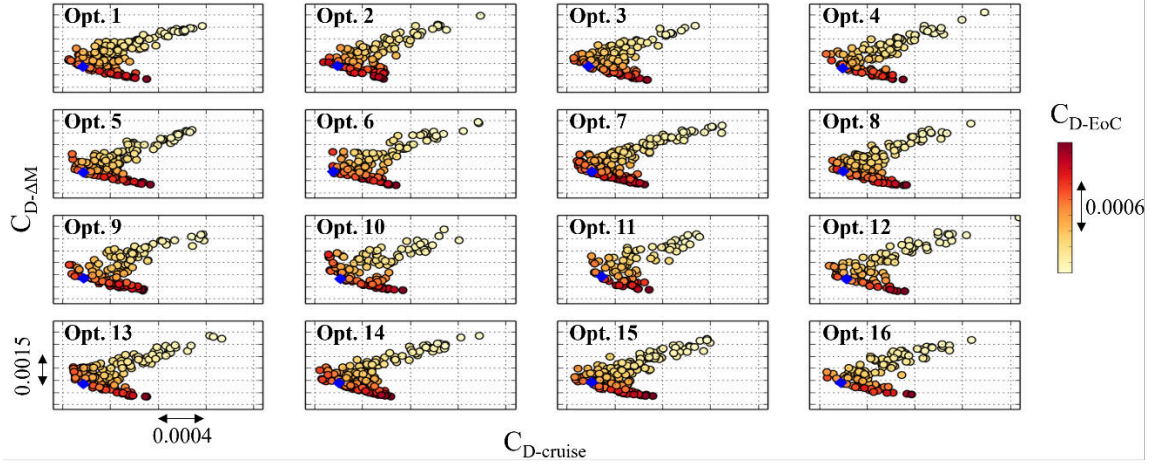 Opt. 1
Opt. 2
Opt. 3
Opt. 4
Opt. 5
Opt. 6
Opt. 7
Opt. 8
Opt. 9
Opt. 10
Opt. 11
Opt. 12
Opt. 13
Opt. 14
Opt. 15
Opt. 16
C_D-ΔM
0.0015
0.0004
C_D-cruise
C_D-EoC
0.0006